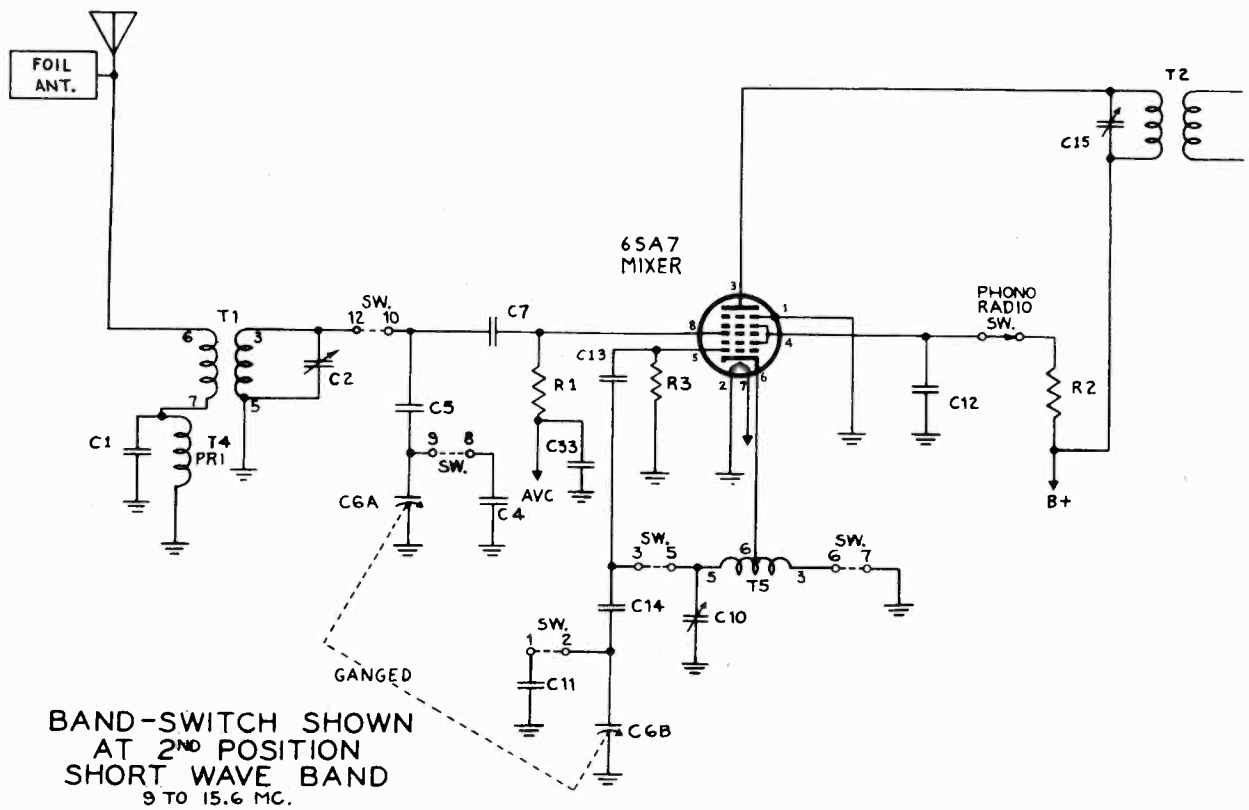 FOIL
ANT.
T2
C15
6SA7
MIXER
3
1
PHONO
RADIO
SW.
T1
6
3
SW.
12
10
C7
8
4
C2
C13
5
2
7
6
R1
R3
C12
R2
7
5
C5
C1
T4
PRI
9
8
SW.
C33
AVC
C6A
C4
B+
SW.
3
5
6
5
T5
3
SW.
6
7
C14
C10
SW.
1
2
GANGED
C11
C6B
BAND-SWITCH SHOWN
AT 2ND POSITION
SHORT WAVE BAND
9 TO 15.6 MC.